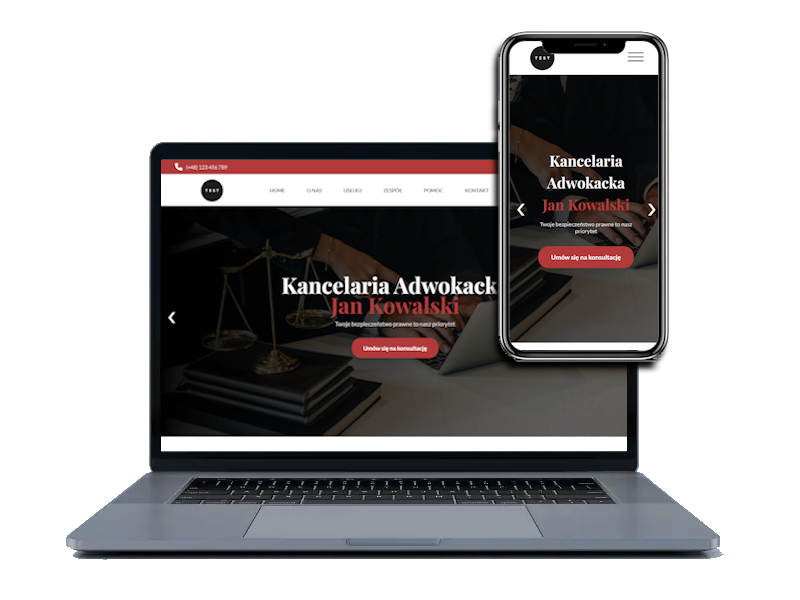 (+48) 123 456 789
TEST
HOME O NAS USŁUGI ZESPÓŁ POMOC KONTAKT
Kancelaria Adwokack
Jan Kowalski
Twoje bezpieczeństwo prawne to nasz priorytet
Umów się na konsultację
TEST
Kancelaria
Adwokacka
Jan Kowalski
Twoje bezpieczeństwo prawne to nasz
priorytet
Umów się na konsultację